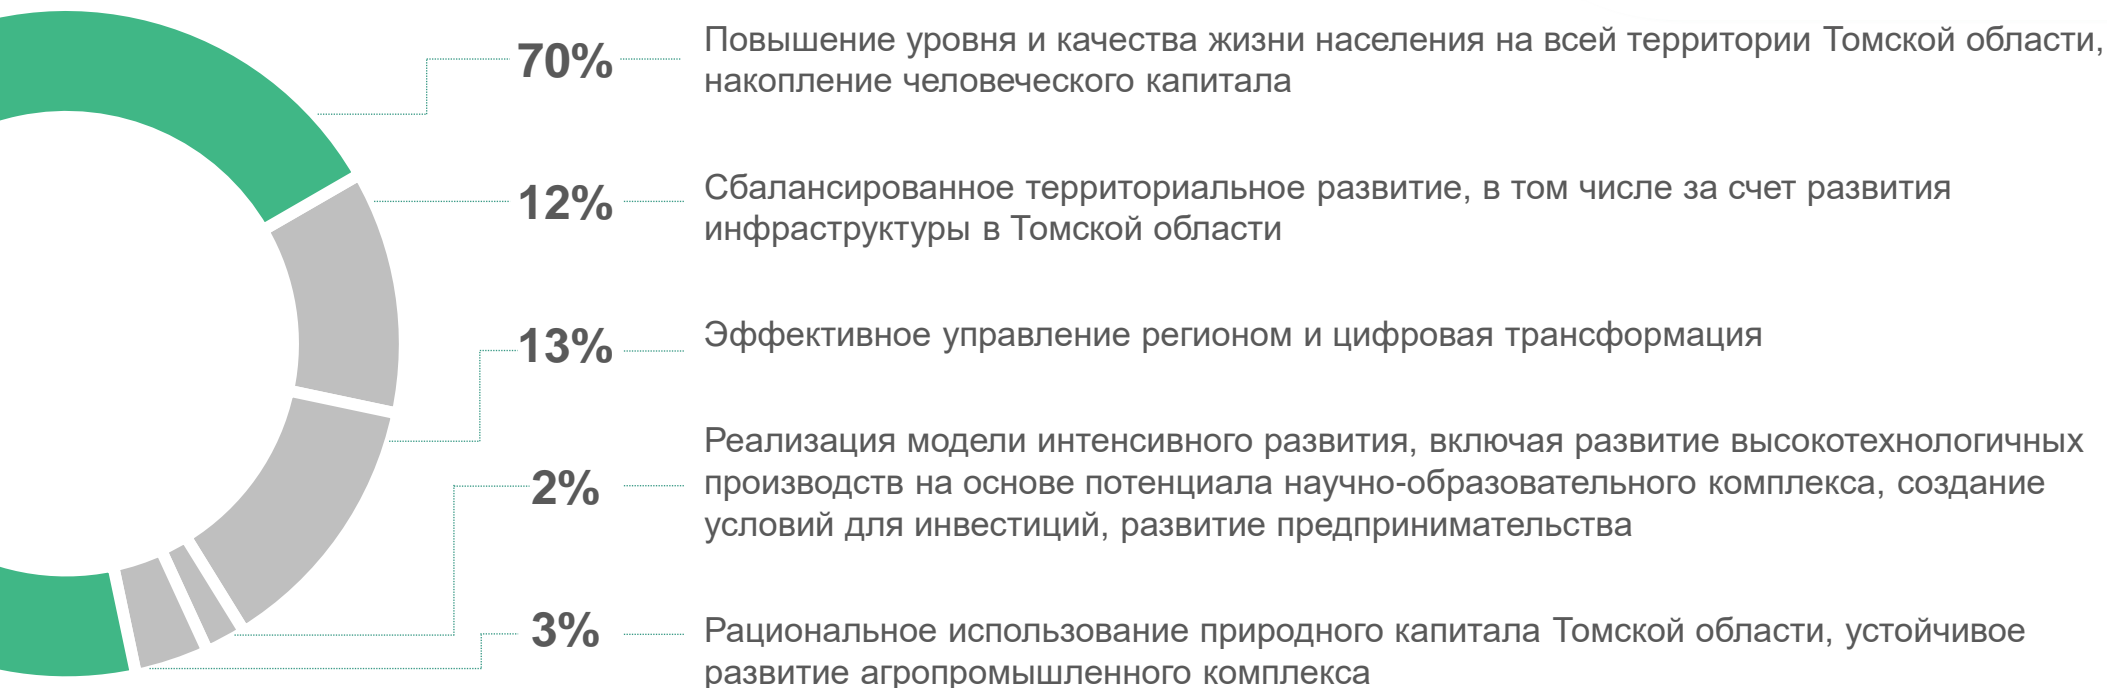 70%
Повышение уровня и качества жизни населения на всей территории Томской области,
накопление человеческого капитала
12%
Сбалансированное территориальное развитие, в том числе за счет развития
инфраструктуры в Томской области
13%
Эффективное управление регионом и цифровая трансформация
2%
Реализация модели интенсивного развития, включая развитие высокотехнологичных
производств на основе потенциала научно-образовательного комплекса, создание
условий для инвестиций, развитие предпринимательства
3%
Рациональное использование природного капитала Томской области, устойчивое
развитие агропромышленного комплекса